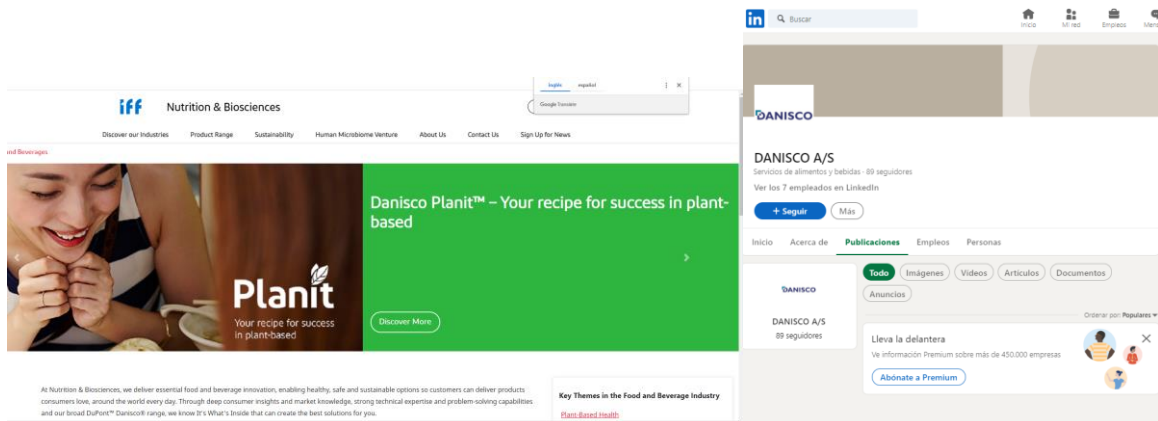 iff Nutrition & Biosciences
Inglés español
Google Translate
Discover our Industries Product Range Sustainability Human Microbiome Venture About Us Contact Us Sign Up for News
and Beverages
Planit
Your recipe for success
in plant-based
Danisco Planit™ – Your recipe for success in plant-
based
Discover More
At Nutrition & Biosciences, we deliver essential food and beverage innovation, enabling healthy, safe and sustainable options so customers can deliver products
consumers love, around the world every day. Through deep consumer insights and market knowledge, strong technical expertise and problem-solving capabilities
and our broad DuPont™ Danisco® range, we know It's What's Inside that can create the best solutions for you.
Key Themes in the Food and Beverage Industry
Plant-Based Health
in Buscar
Inicio Mi red Empleos
DANISCO
DANISCO A/S
Servicios de alimentos y bebidas · 89 seguidores
Ver los 7 empleados en LinkedIn
+ Seguir Más
Inicio Acerca de Publicaciones Empleos Personas
DANISCO
DANISCO A/S
89 seguidores
Todo Imágenes Vídeos Artículos Documentos
Anuncios
Ordenar por: Populares
Lleva la delantera
Ve información Premium sobre más de 450.000 empresas
Abónate a Premium